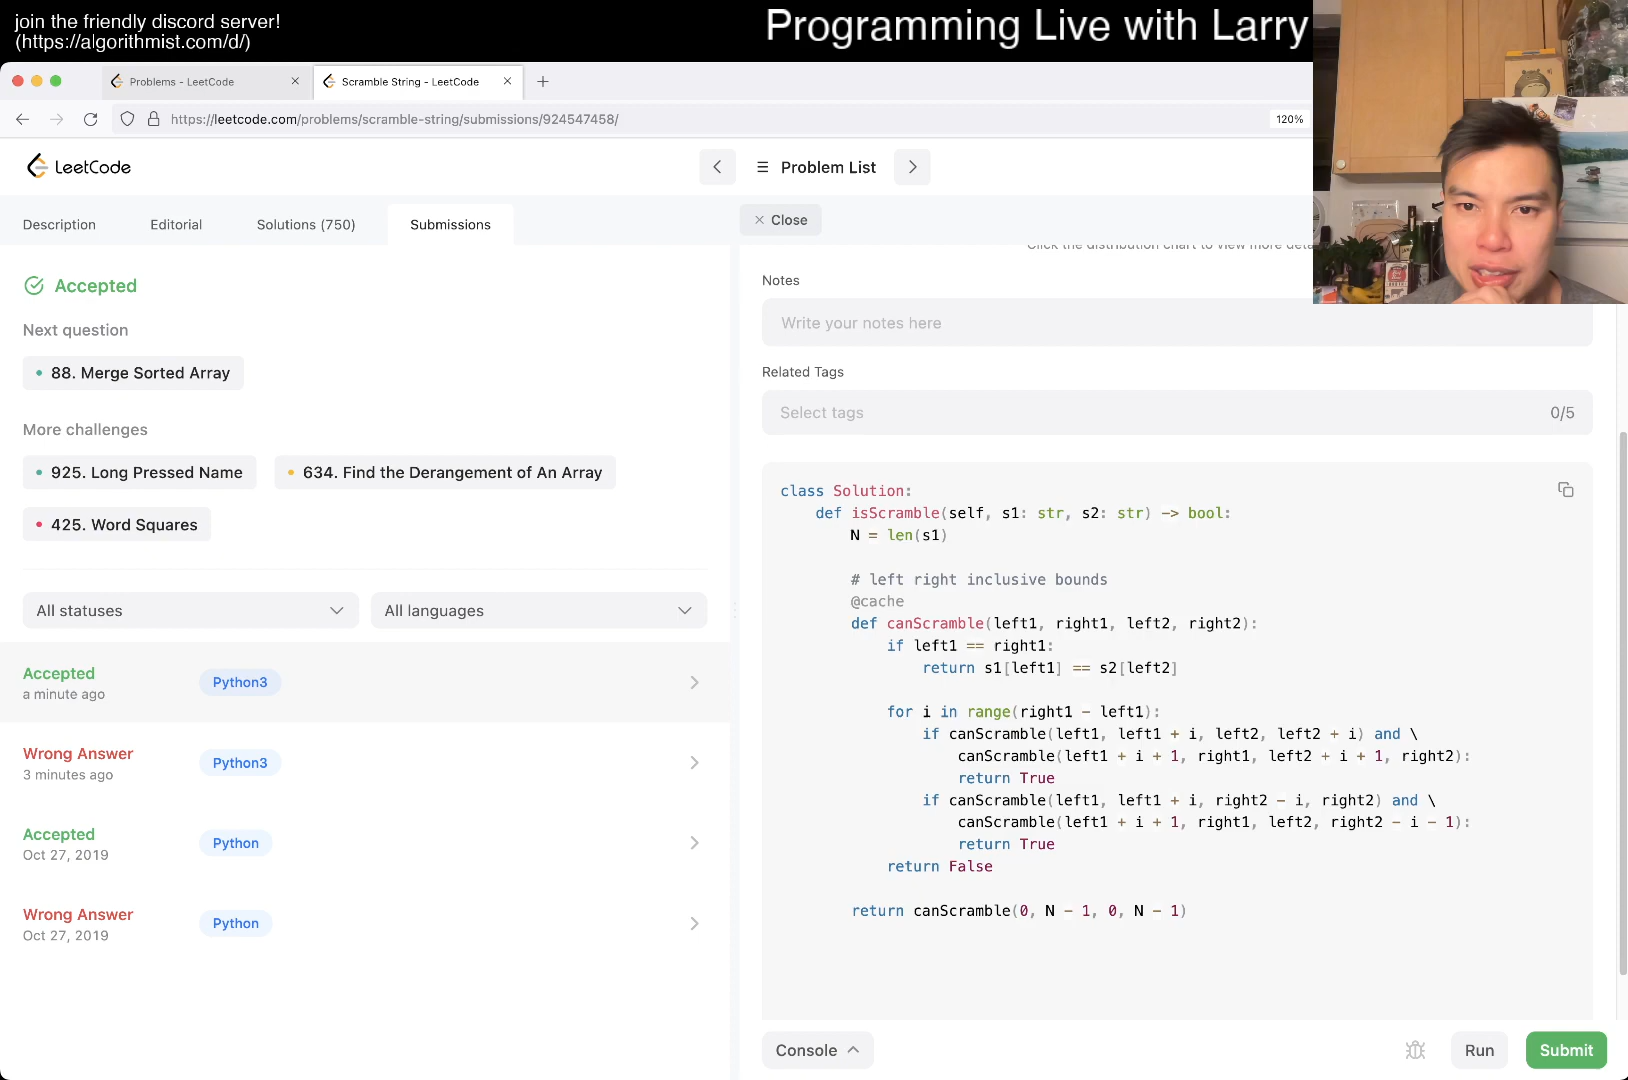 join the friendly discord server!
(https://algorithmist.com/d/)
Programming Live with Larry
Problems - LeetCode
Scramble String - LeetCode
https://leetcode.com/problems/scramble-string/submissions/924547458/
120%
LeetCode
Problem List
Description
Editorial
Solutions (750)
Submissions
Close
Click the distribution chart to view more deta
Accepted
Next question
88. Merge Sorted Array
More challenges
925. Long Pressed Name
634. Find the Derangement of An Array
425. Word Squares
All statuses
All languages
Accepted
a minute ago
Python3
Wrong Answer
3 minutes ago
Python3
Accepted
Oct 27, 2019
Python
Wrong Answer
Oct 27, 2019
Python
Notes
Write your notes here
Related Tags
Select tags
0/5
class Solution:
    def isScramble(self, s1: str, s2: str) -> bool:
        N = len(s1)
        # left right inclusive bounds
        @cache
        def canScramble(left1, right1, left2, right2):
            if left1 == right1:
                return s1[left1] == s2[left2]
            for i in range(right1 - left1):
                if canScramble(left1, left1 + i, left2, left2 + i) and \
                    canScramble(left1 + i + 1, right1, left2 + i + 1, right2):
                    return True
                if canScramble(left1, left1 + i, right2 - i, right2) and \
                    canScramble(left1 + i + 1, right1, left2, right2 - i - 1):
                    return True
            return False
        return canScramble(0, N - 1, 0, N - 1)
Console
Run
Submit